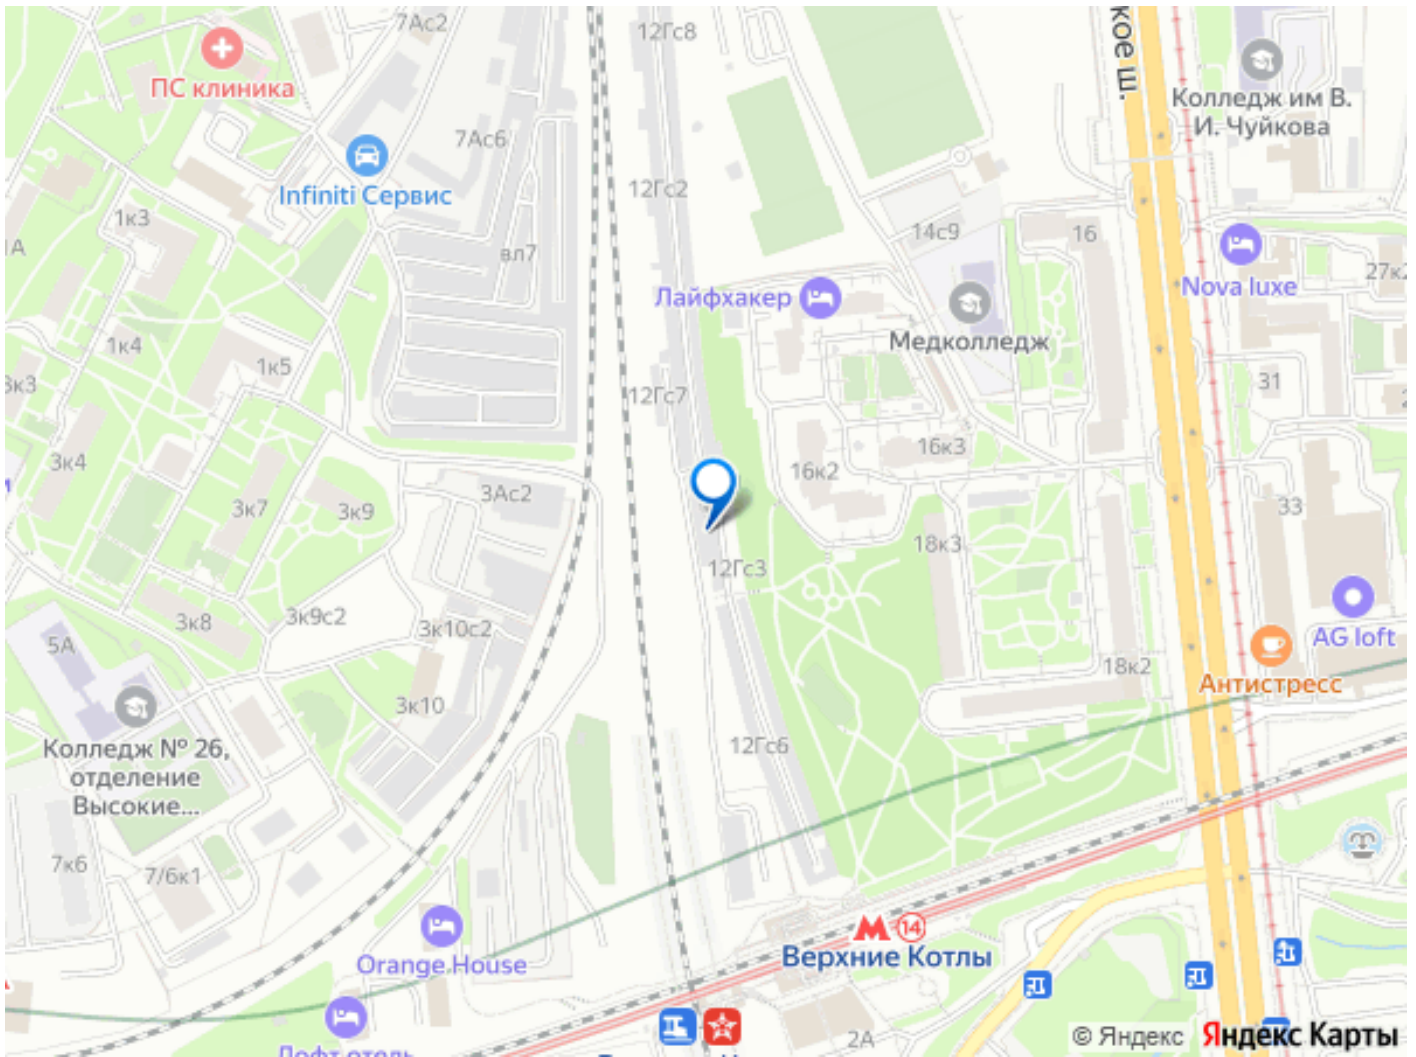 7Ас2
12Гс8
кое ш.
ПС клиника
Колледж им В.
И. Чуйкова
7Ас6
Infiniti Сервис
12Гс2
1к3
1А
вл7
14с9
16
27к2
Nova luxe
Лайфхакер
Медколледж
1к4
1к5
3к3
12Гс7
31
3к4
16к3
16к2
3Ас2
3к7
3к9
33
18к3
12Гс3
3к8
3к9с2
3к10с2
5А
AG loft
18к2
Антистресс
3к10
Колледж № 26,
отделение
Высокие...
12Гс6
7к6
7/6к1
М 14
Верхние Котлы
Orange House
2А
Лофт отель
© Яндекс Яндекс Карты